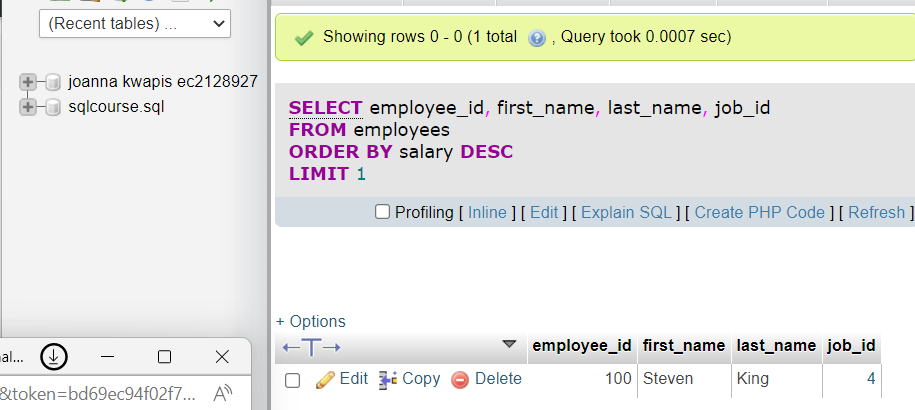 (Recent tables) ...
joanna kwapis ec2128927
sqlcourse.sql
Showing rows 0 - 0 (1 total , Query took 0.0007 sec)
SELECT employee_id, first_name, last_name, job_id
FROM employees
ORDER BY salary DESC
LIMIT 1
Profiling [ Inline ] [ Edit ] [ Explain SQL ] [ Create PHP Code ] [ Refresh ]
+ Options
employee_id first_name last_name job_id
Edit Copy Delete 100 Steven King 4
al...
&token=bd69ec94f02f7...